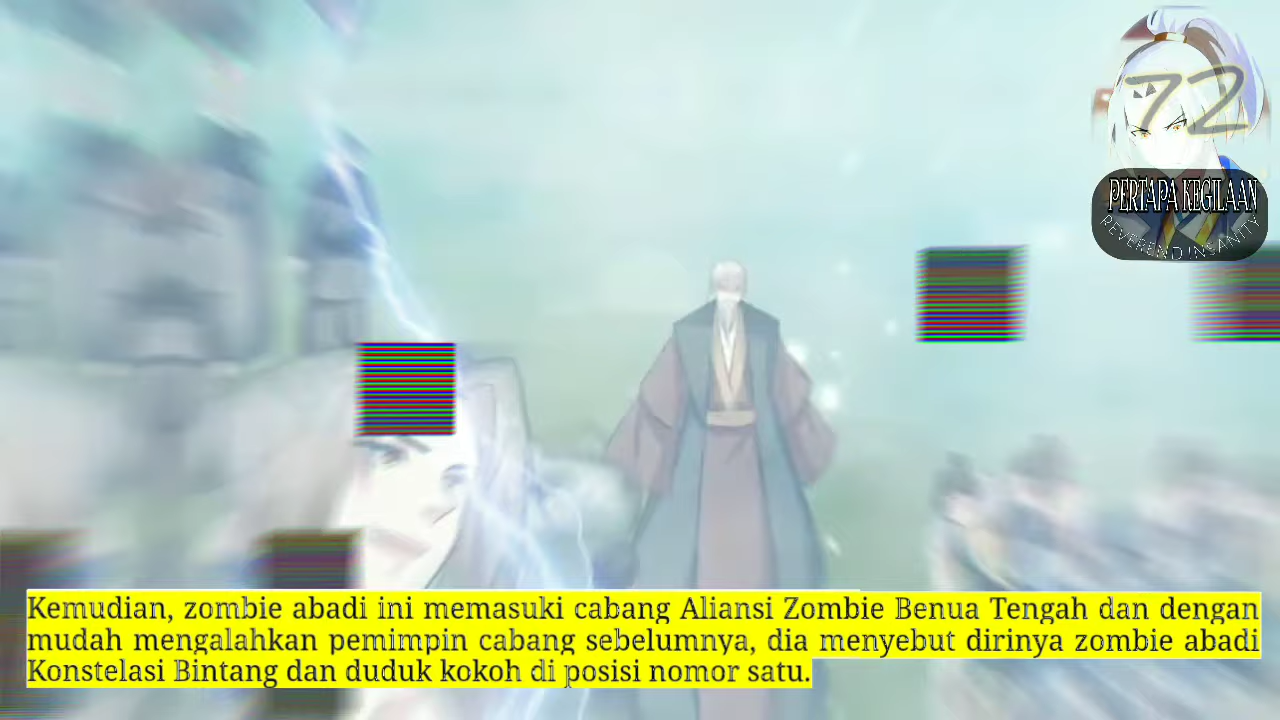 72
PERTAPA KEGILAAN
REVEREND INSANITY
Kemudian, zombie abadi ini memasuki cabang Aliansi Zombie Benua Tengah dan dengan
mudah mengalahkan pemimpin cabang sebelumnya, dia menyebut dirinya zombie abadi
Konstelasi Bintang dan duduk kokoh di posisi nomor satu.